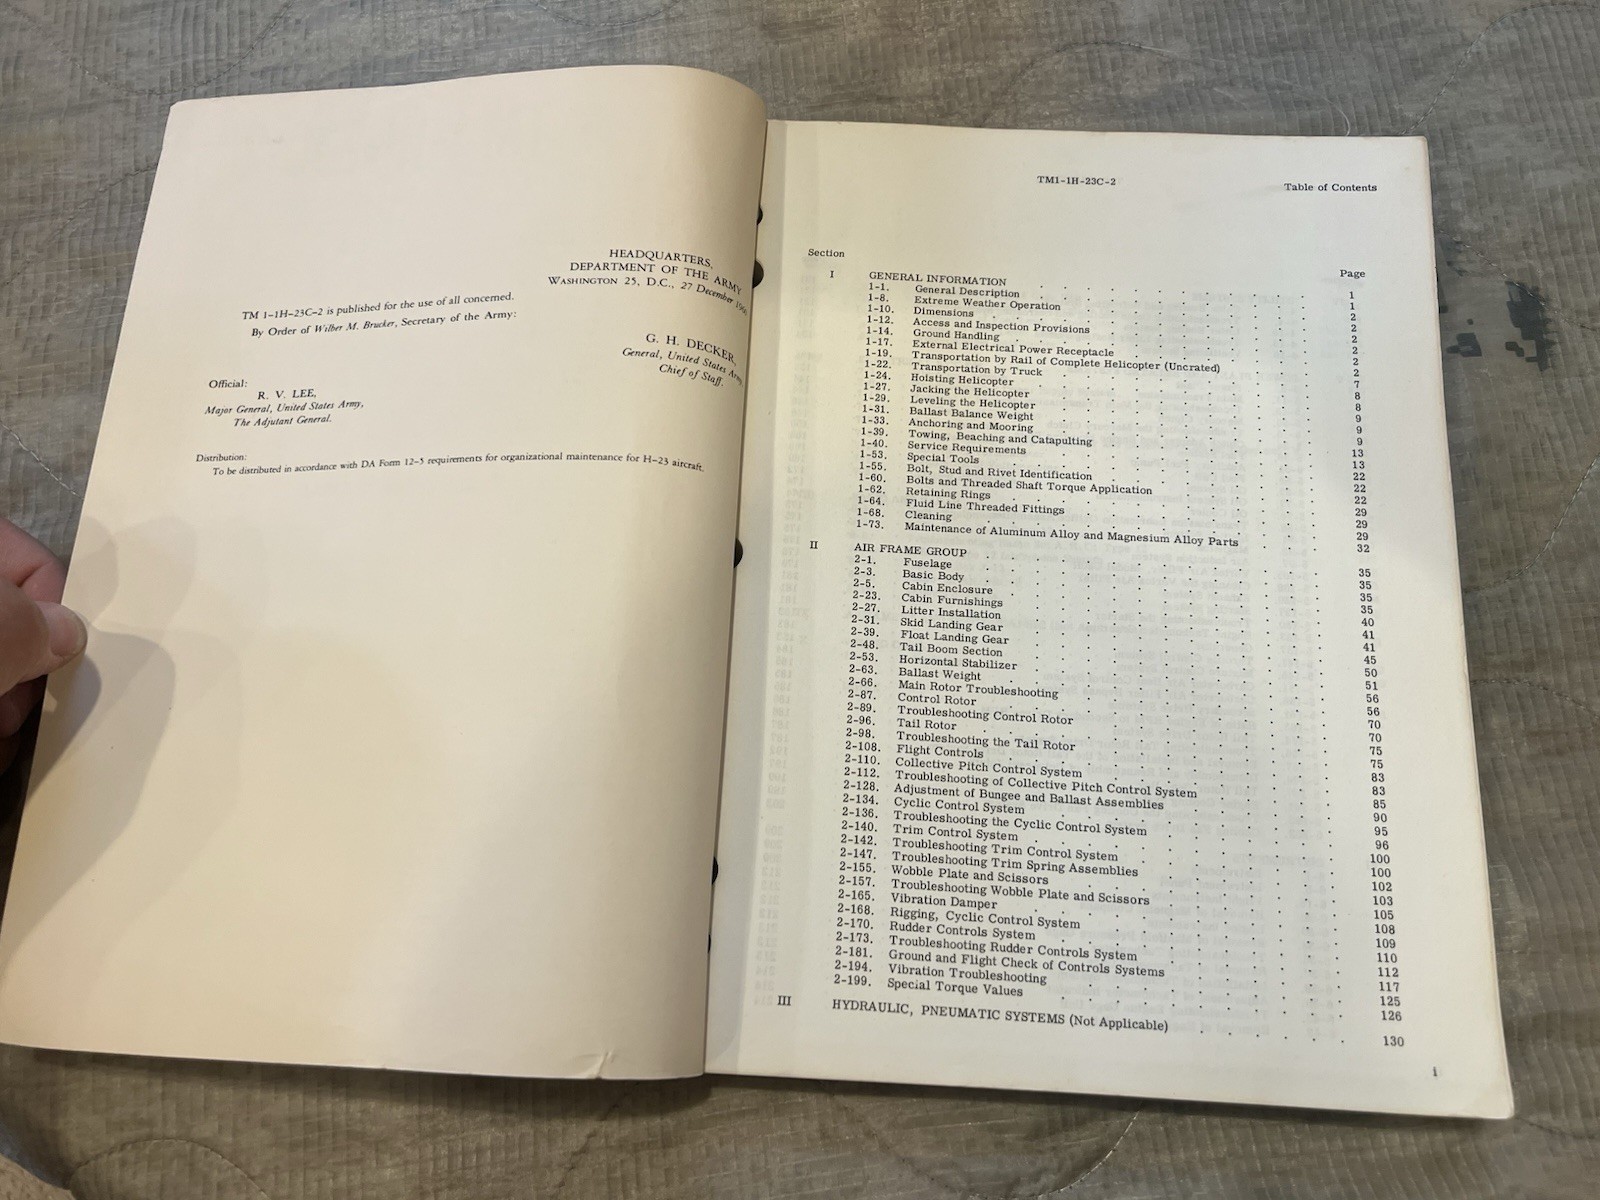 HEADQUARTERS,
DEPARTMENT OF THE ARMY
WASHINGTON 25, D.C., 27 December
TM 1-1H-23C-2 is published for the use of all concerned.
By Order of Wilber M. Brucker, Secretary of the Army:
G. H. DECKER,
General, United States Army,
Chief of Staff.
Official:
R. V. LEE,
Major General, United States Army,
The Adjutant General.
Distribution:
To be distributed in accordance with DA Form 12-5 requirements for organizational maintenance for H-23 aircraft.
TM1-1H-23C-2 Table of Contents
Section Page
I GENERAL INFORMATION 1
1-1. General Description 1
1-8. Extreme Weather Operation 2
1-10. Dimensions 2
1-12. Access and Inspection Provisions 2
1-14. Ground Handling 2
1-17. External Electrical Power Receptacle 2
1-19. Transportation by Rail of Complete Helicopter (Uncrated) 2
1-22. Transportation by Truck 7
1-24. Hoisting Helicopter 8
1-27. Jacking the Helicopter 8
1-29. Leveling the Helicopter 9
1-31. Ballast Balance Weight 9
1-33. Anchoring and Mooring 9
1-39. Towing, Beaching and Catapulting 13
1-40. Service Requirements 13
1-53. Special Tools 22
1-55. Bolt, Stud and Rivet Identification 22
1-60. Bolts and Threaded Shaft Torque Application 22
1-62. Retaining Rings 29
1-64. Fluid Line Threaded Fittings 29
1-68. Cleaning 29
1-73. Maintenance of Aluminum Alloy and Magnesium Alloy Parts 32
II AIR FRAME GROUP 35
2-1. Fuselage 35
2-3. Basic Body 35
2-5. Cabin Enclosure 35
2-23. Cabin Furnishings 40
2-27. Litter Installation 41
2-31. Skid Landing Gear 41
2-39. Float Landing Gear 45
2-48. Tail Boom Section 50
2-53. Horizontal Stabilizer 51
2-63. Ballast Weight 56
2-66. Main Rotor Troubleshooting 56
2-87. Control Rotor 70
2-89. Troubleshooting Control Rotor 70
2-96. Tail Rotor 75
2-98. Troubleshooting the Tail Rotor 75
2-108. Flight Controls 83
2-110. Collective Pitch Control System 83
2-112. Troubleshooting of Collective Pitch Control System 85
2-128. Adjustment of Bungee and Ballast Assemblies 90
2-134. Cyclic Control System 95
2-136. Troubleshooting the Cyclic Control System 96
2-140. Trim Control System 100
2-142. Troubleshooting Trim Control System 100
2-147. Troubleshooting Trim Spring Assemblies 102
2-155. Wobble Plate and Scissors 103
2-157. Troubleshooting Wobble Plate and Scissors 105
2-165. Vibration Damper 108
2-168. Rigging, Cyclic Control System 109
2-170. Rudder Controls System 110
2-173. Troubleshooting Rudder Controls System 112
2-181. Ground and Flight Check of Controls Systems 117
2-194. Vibration Troubleshooting 125
2-199. Special Torque Values 126
III HYDRAULIC, PNEUMATIC SYSTEMS (Not Applicable) 130
i